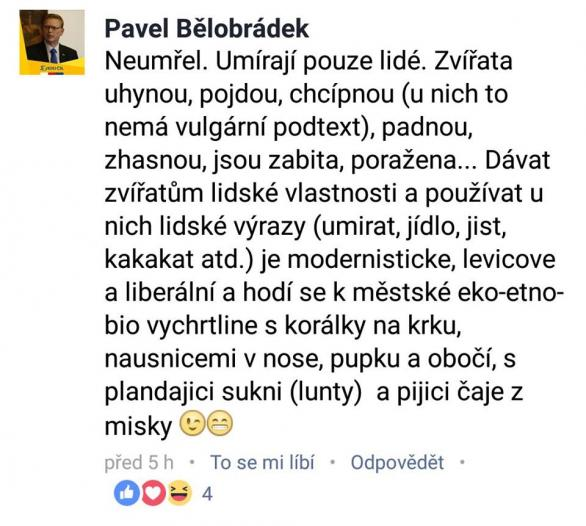 Pavel Bělobrádek
Neumřel. Umírají pouze lidé. Zvířata
uhynou, pojdou, chcípnou (u nich to
nemá vulgární podtext), padnou,
zhasnou, jsou zabita, poražena... Dávat
zvířatům lidské vlastnosti a používat u
nich lidské výrazy (umirat, jídlo, jist,
kakakat atd.) je modernisticke, levicove
a liberální a hodí se k městské eko-etno-
bio vychrtline s korálky na krku,
nausnicemi v nose, pupku a obočí, s
plandajici sukni (lunty) a pijici čaje z
misky 😉😁
před 5 h • To se mi líbí • Odpovědět •
4